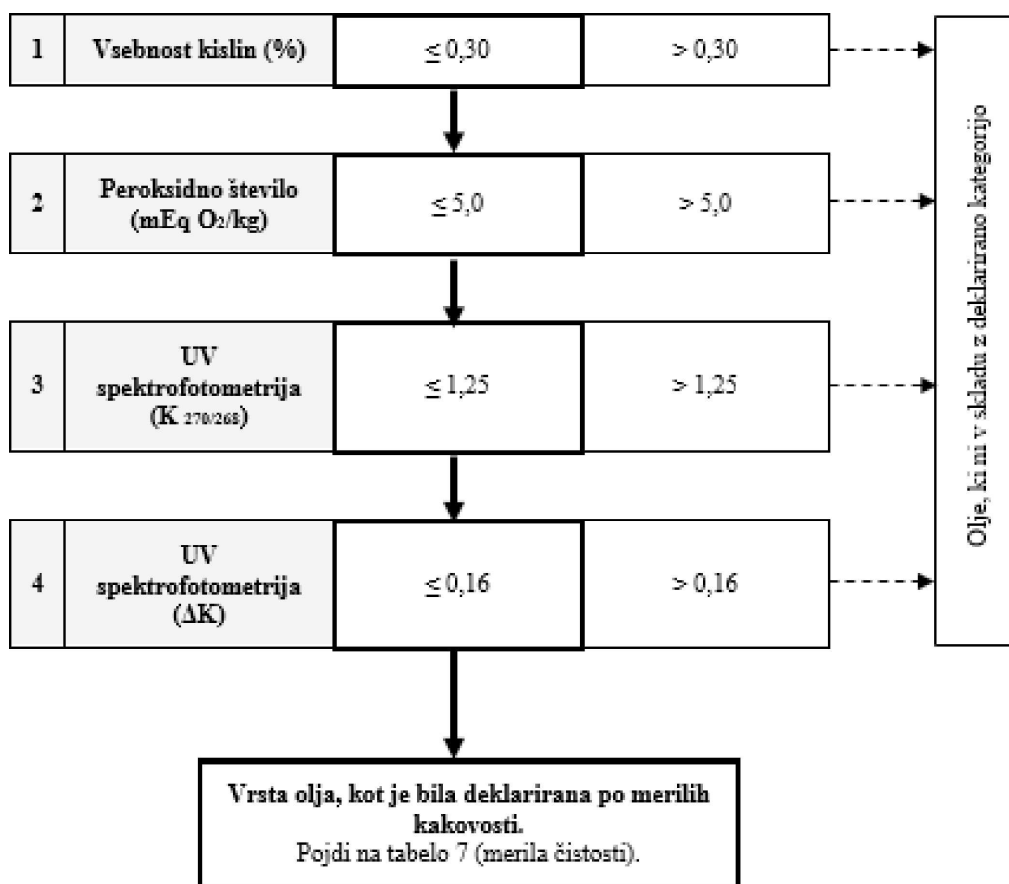 1 Vsebnost kislin (%) ≤ 0,30 > 0,30
2 Peroksidno število
(mEq O₂/kg) ≤ 5,0 > 5,0
3 UV
spektrofotometrija
(K 270/268) ≤ 1,25 > 1,25
4 UV
spektrofotometrija
(ΔK) ≤ 0,16 > 0,16
Olje, ki ni v skladu z deklarirano kategorijo
Vrsta olja, kot je bila deklarirana po merilih
kakovosti.
Pojdi na tabelo 7 (merila čistosti).